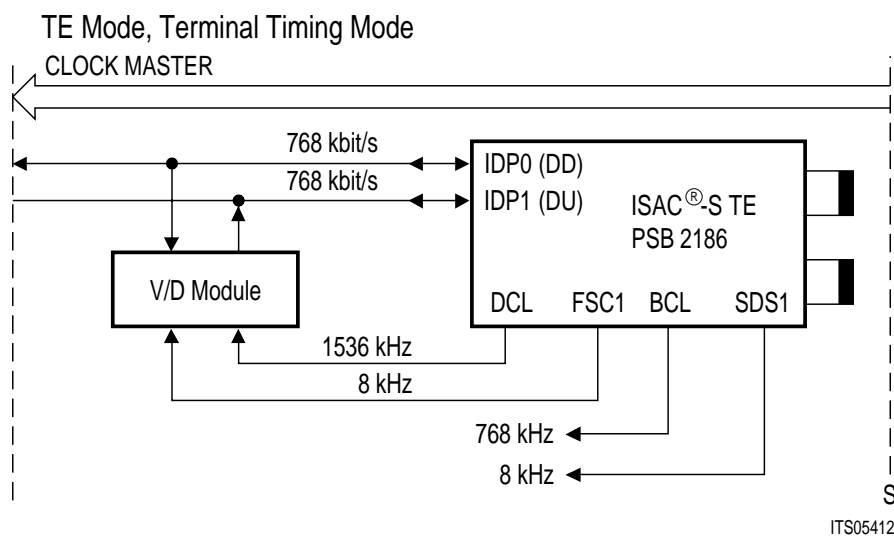 TE Mode, Terminal Timing Mode
CLOCK MASTER
768 kbit/s
768 kbit/s
IDP0 (DD)
IDP1 (DU)
ISAC®-S TE
PSB 2186
V/D Module
DCL FSC1 BCL SDS1
1536 kHz
8 kHz
768 kHz
8 kHz
S
ITS05412